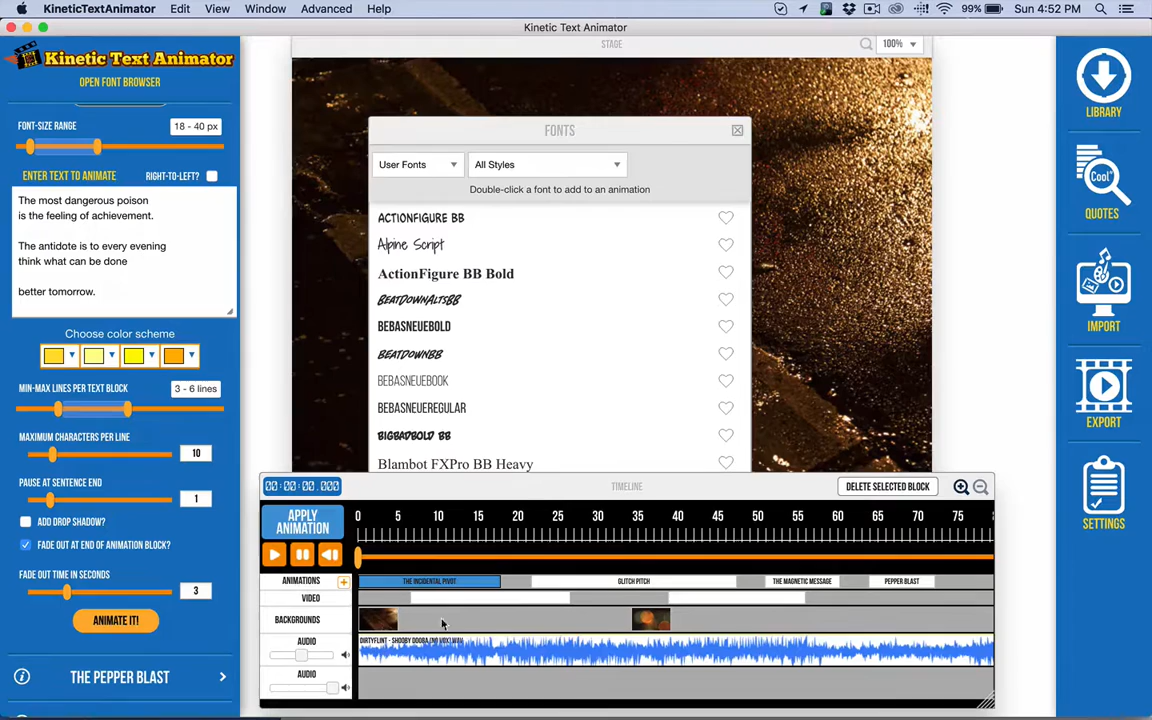 KineticTextAnimator Edit View Window Advanced Help
99% Sun 4:52 PM
Kinetic Text Animator
Kinetic Text Animator
OPEN FONT BROWSER
STAGE
100%
FONT-SIZE RANGE
18 - 40 px
ENTER TEXT TO ANIMATE
RIGHT-TO-LEFT?
The most dangerous poison
is the feeling of achievement.
The antidote is to every evening
think what can be done
better tomorrow.
Choose color scheme
MIN-MAX LINES PER TEXT BLOCK
3 - 6 lines
MAXIMUM CHARACTERS PER LINE
10
PAUSE AT SENTENCE END
1
ADD DROP SHADOW?
FADE OUT AT END OF ANIMATION BLOCK?
FADE OUT TIME IN SECONDS
3
ANIMATE IT!
THE PEPPER BLAST
FONTS
User Fonts
All Styles
Double-click a font to add to an animation
ACTIONFIGURE BB
Alpine Script
ActionFigure BB Bold
BEATDOWNALTSBB
BEBASNEUEBOLD
BEATDOWNBB
BEBASNEUEBOOK
BEBASNEUEREGULAR
BIGBADBOLD BB
Blambot FXPro BB Heavy
00:00:00.000
TIMELINE
DELETE SELECTED BLOCK
APPLY
ANIMATION
0 5 10 15 20 25 30 35 40 45 50 55 60 65 70 75
ANIMATIONS
THE INCIDENTAL PIVOT
GLITCH PITCH
THE MAGNETIC MESSAGE
PEPPER BLAST
VIDEO
BACKGROUNDS
AUDIO
DIRTYFLINT - SHOOBY DOOBA (NO VOX).WAV
AUDIO
LIBRARY
Cool"
QUOTES
IMPORT
EXPORT
SETTINGS